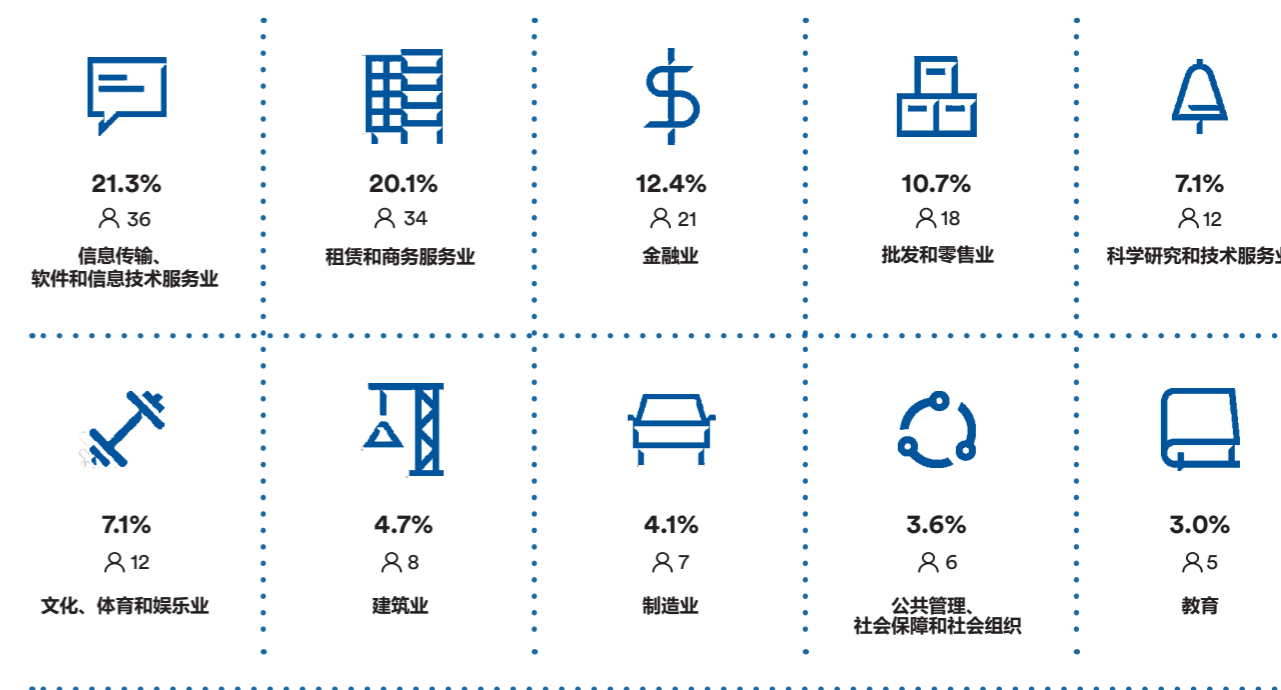 21.3%
36
信息传输、
软件和信息技术服务业
20.1%
34
租赁和商务服务业
12.4%
21
金融业
10.7%
18
批发和零售业
7.1%
12
科学研究和技术服务业
7.1%
12
文化、体育和娱乐业
4.7%
8
建筑业
4.1%
7
制造业
3.6%
6
公共管理、
社会保障和社会组织
3.0%
5
教育